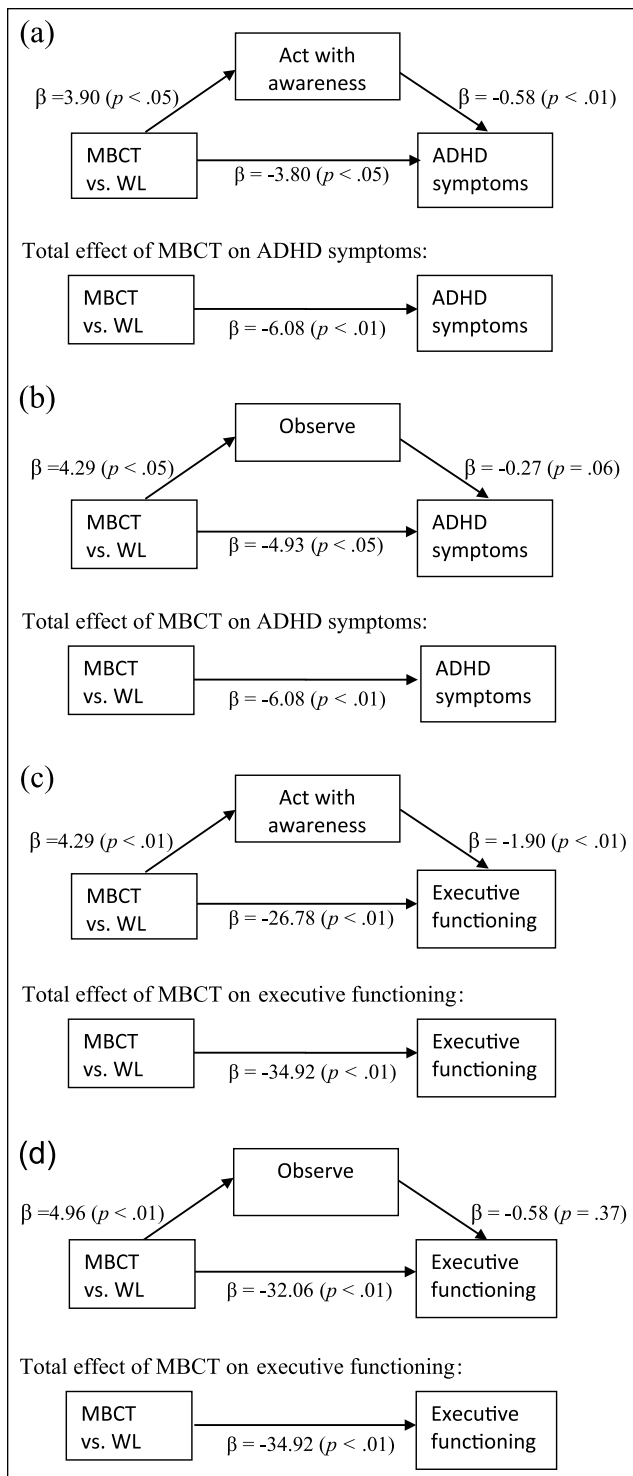 (a)
Act with
awareness
β =3.90 (p < .05)
β = -0.58 (p < .01)
MBCT
vs. WL
β = -3.80 (p < .05)
ADHD
symptoms
Total effect of MBCT on ADHD symptoms:
MBCT
vs. WL
β = -6.08 (p < .01)
ADHD
symptoms
(b)
Observe
β =4.29 (p < .05)
β = -0.27 (p = .06)
MBCT
vs. WL
β = -4.93 (p < .05)
ADHD
symptoms
Total effect of MBCT on ADHD symptoms:
MBCT
vs. WL
β = -6.08 (p < .01)
ADHD
symptoms
(c)
Act with
awareness
β =4.29 (p < .01)
β = -1.90 (p < .01)
MBCT
vs. WL
β = -26.78 (p < .01)
Executive
functioning
Total effect of MBCT on executive functioning:
MBCT
vs. WL
β = -34.92 (p < .01)
Executive
functioning
(d)
Observe
β =4.96 (p < .01)
β = -0.58 (p = .37)
MBCT
vs. WL
β = -32.06 (p < .01)
Executive
functioning
Total effect of MBCT on executive functioning:
MBCT
vs. WL
β = -34.92 (p < .01)
Executive
functioning